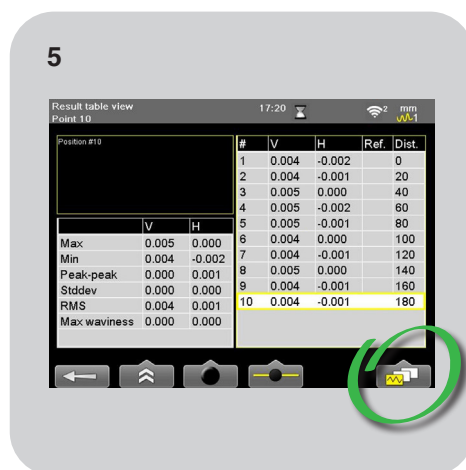 5
Result table view 17:20 2 mm
Point 10 1
Position #10
V H
Max 0.005 0.000
Min 0.004 -0.002
Peak-peak 0.000 0.001
Stddev 0.000 0.000
RMS 0.004 0.001
Max waviness 0.000 0.000
# V H Ref. Dist.
1 0.004 -0.002 0
2 0.004 -0.001 20
3 0.005 0.000 40
4 0.005 -0.002 60
5 0.005 -0.001 80
6 0.004 0.000 100
7 0.004 -0.001 120
8 0.005 0.000 140
9 0.004 -0.001 160
10 0.004 -0.001 180